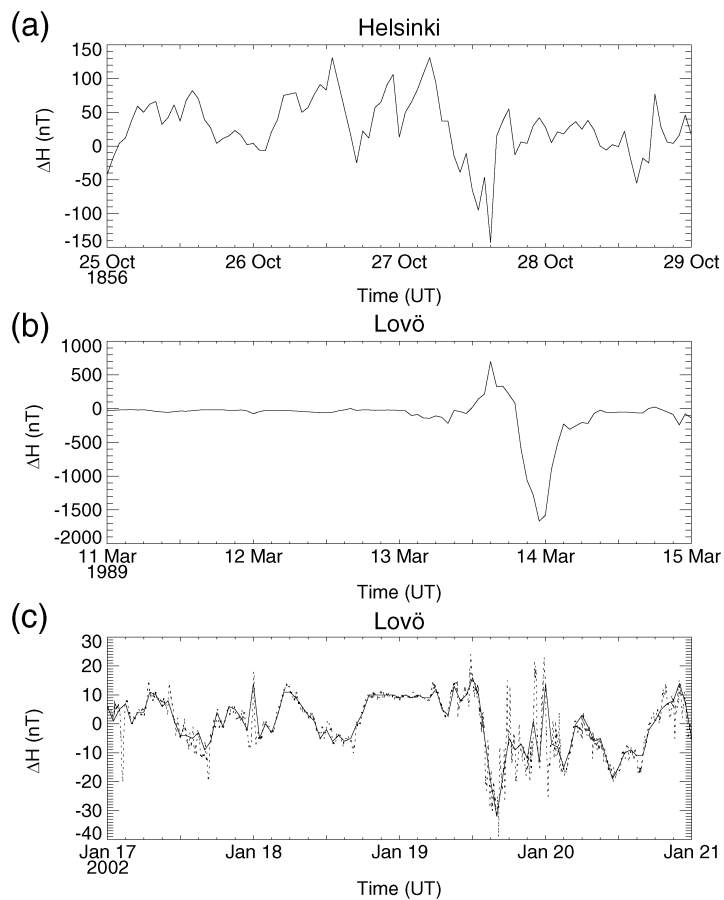 (a)
Helsinki
150
100
50
0
-50
-100
-150
ΔH (nT)
25 Oct 26 Oct 27 Oct 28 Oct 29 Oct
1856
Time (UT)
(b)
Lovö
1000
500
0
-500
-1000
-1500
-2000
ΔH (nT)
11 Mar 12 Mar 13 Mar 14 Mar 15 Mar
1989
Time (UT)
(c)
Lovö
30
20
10
0
-10
-20
-30
-40
ΔH (nT)
Jan 17 Jan 18 Jan 19 Jan 20 Jan 21
2002
Time (UT)